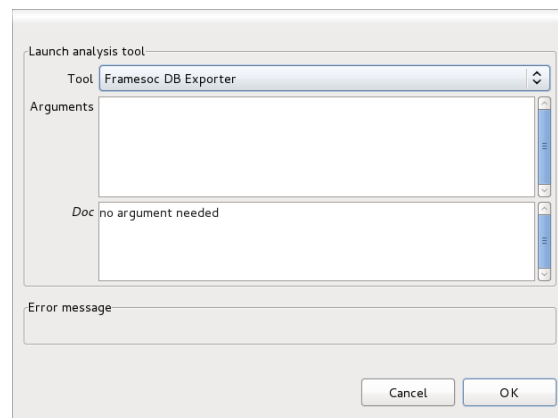 Launch analysis tool
Tool Framesoc DB Exporter
Arguments
Doc no argument needed
Error message
Cancel OK